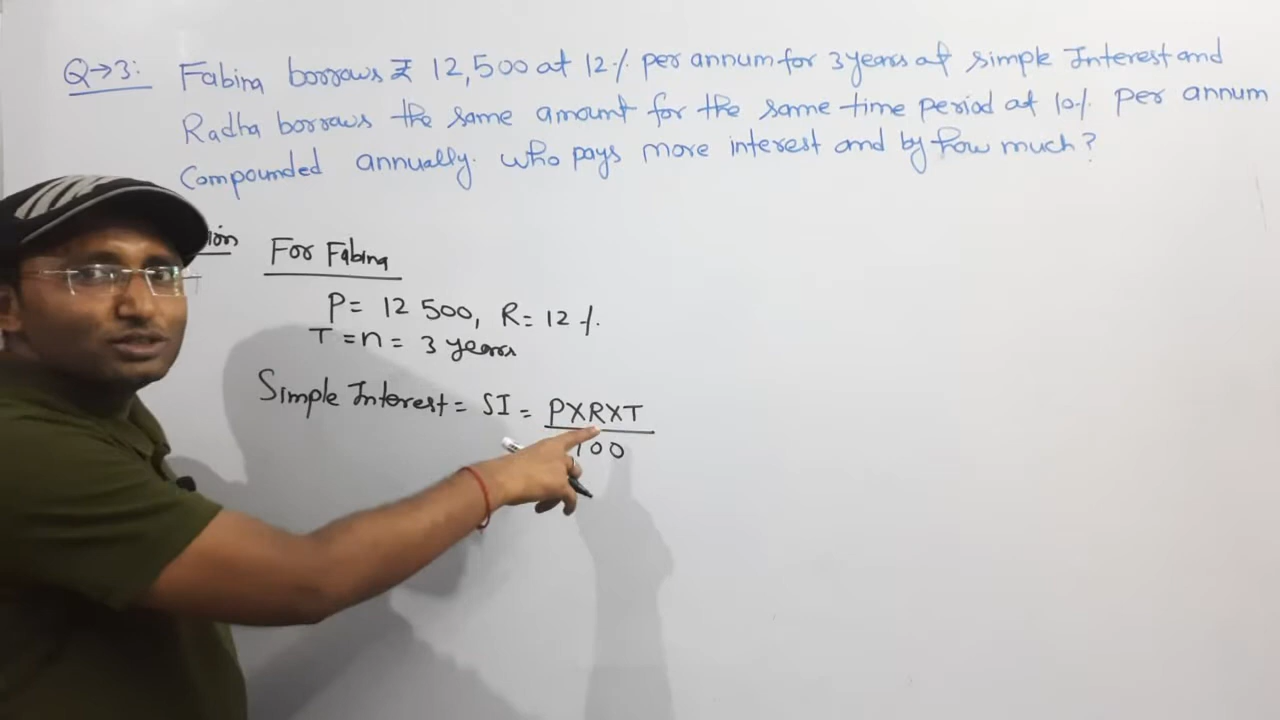 Q→3: Fabina borrows ₹ 12,500 at 12% per annum for 3 years at simple Interest and
Radha borrows the same amount for the same time period at 10% per annum
Compounded annually. who pays more interest and by how much?
For Fabina
P= 12 500, R= 12 %.
T = n = 3 years
Simple Interest = SI = PXRXT
100